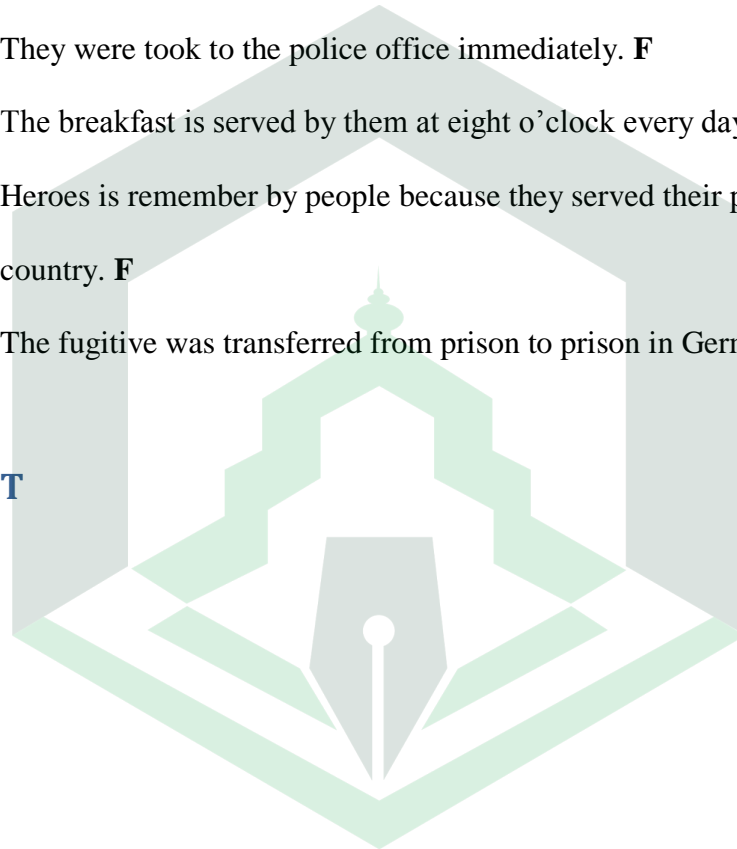 They were took to the police office immediately. F
The breakfast is served by them at eight o’clock every day
Heroes is remember by people because they served their
country. F
The fugitive was transferred from prison to prison in
T